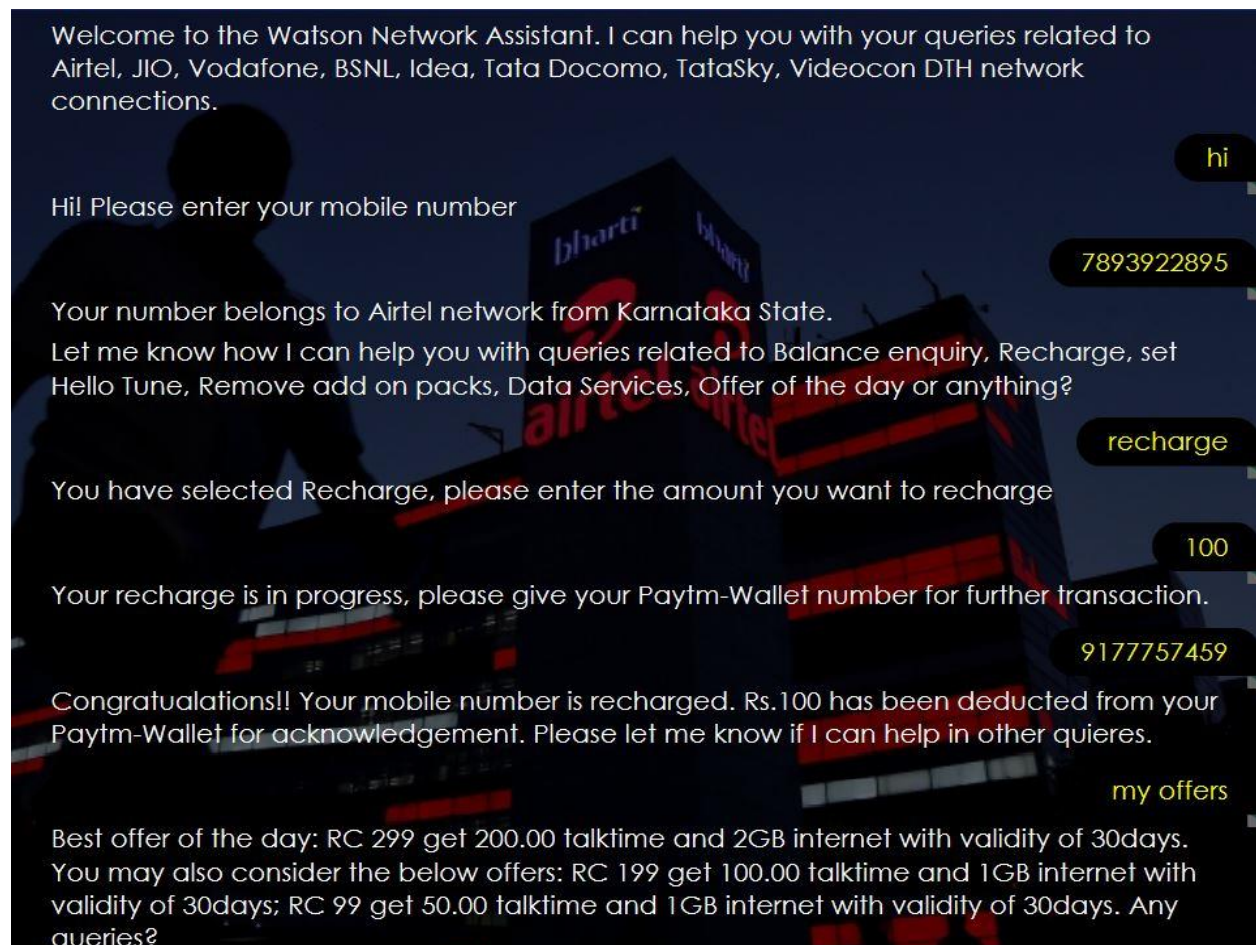 Welcome to the Watson Network Assistant. I can help you with your queries related to
Airtel, JIO, Vodafone, BSNL, Idea, Tata Docomo, TataSky, Videocon DTH network
connections.
hi
Hi! Please enter your mobile number
bharti
bharti
7893922895
Your number belongs to Airtel network from Karnataka State.
Let me know how I can help you with queries related to Balance enquiry, Recharge, set
Hello Tune, Remove add on packs, Data Services, Offer of the day or anything?
airtel
airtel
recharge
You have selected Recharge, please enter the amount you want to recharge
100
Your recharge is in progress, please give your Paytm-Wallet number for further transaction.
9177757459
Congratualations!! Your mobile number is recharged. Rs.100 has been deducted from your
Paytm-Wallet for acknowledgement. Please let me know if I can help in other quieres.
my offers
Best offer of the day: RC 299 get 200.00 talktime and 2GB internet with validity of 30days.
You may also consider the below offers: RC 199 get 100.00 talktime and 1GB internet with
validity of 30days; RC 99 get 50.00 talktime and 1GB internet with validity of 30days. Any
queries?